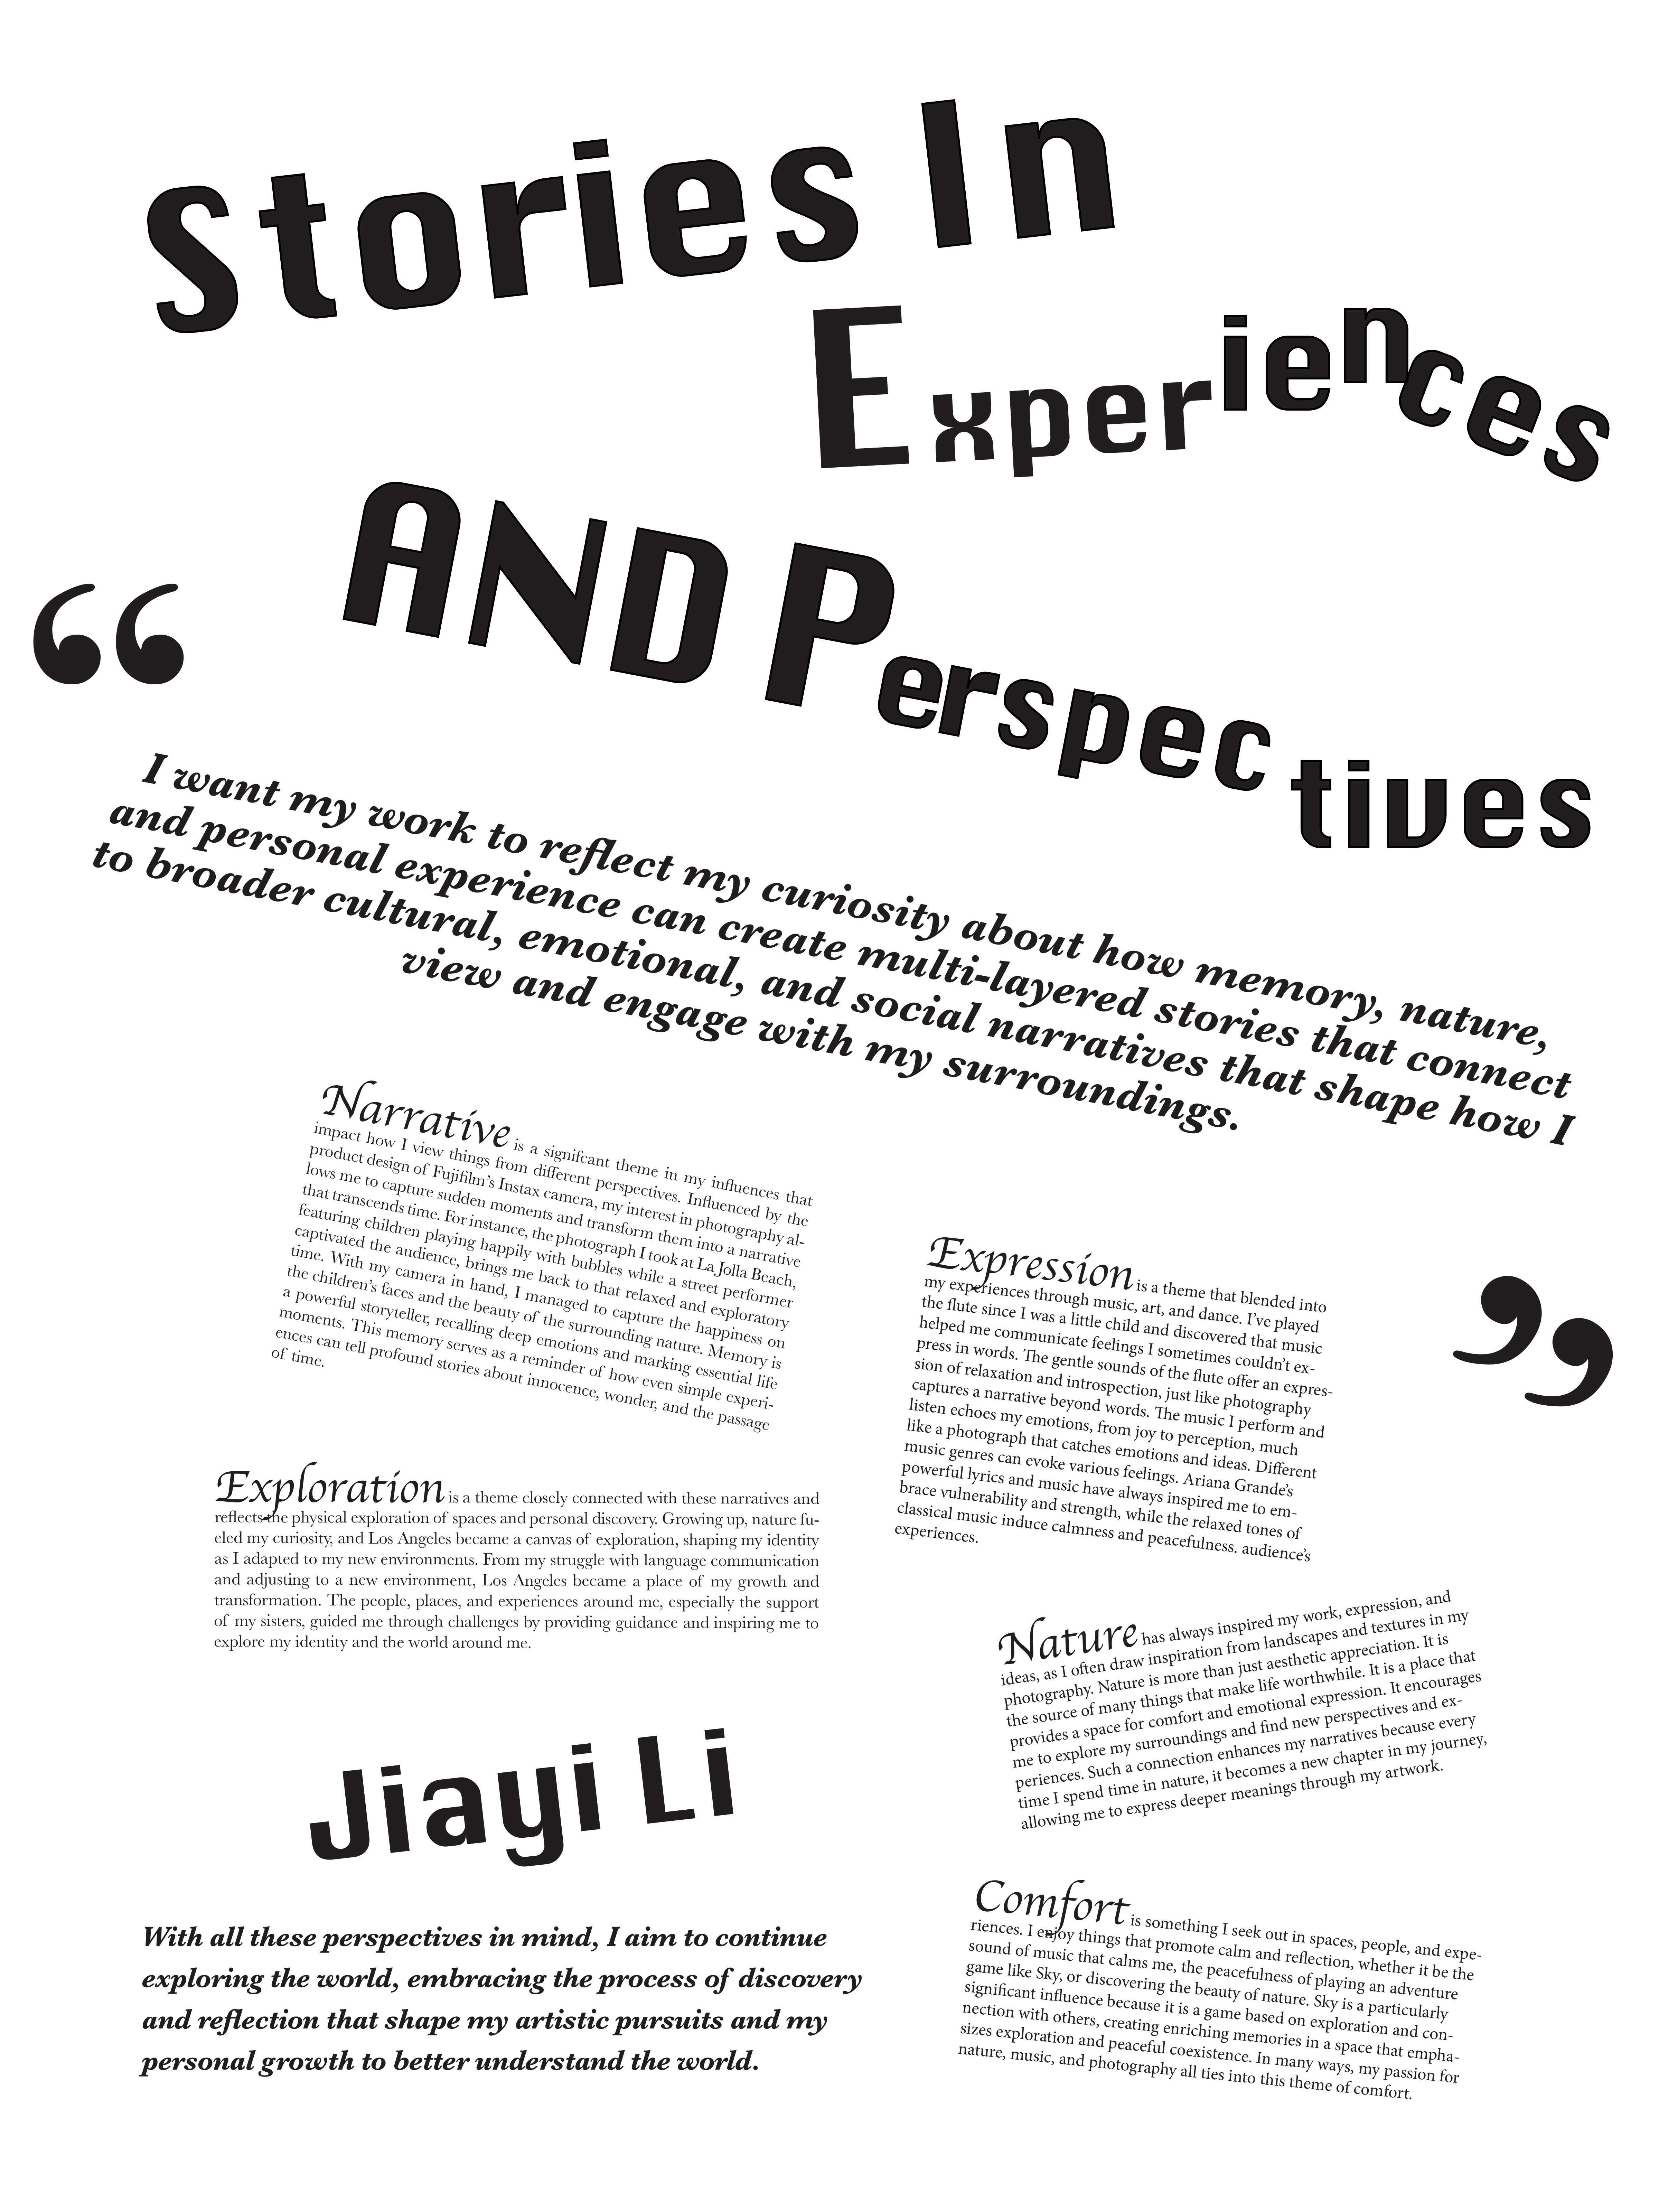 Stories In
Experiences
AND Perspectives
“
I want my work to reflect my curiosity about how memory, nature,
and personal experience can create multi-layered stories that connect
to broader cultural, emotional, and social narratives that shape how I
view and engage with my surroundings.
”
Narrative is a signifcant theme in my influences that
impact how I view things from different perspectives. Influenced by the
product design of Fujifilm’s Instax camera, my interest in photography al-
lows me to capture sudden moments and transform them into a narrative
that transcends time. For instance, the photograph I took at La Jolla Beach,
featuring children playing happily with bubbles while a street performer
captivated the audience, brings me back to that relaxed and exploratory
time. With my camera in hand, I managed to capture the happiness on
the children’s faces and the beauty of the surrounding nature. Memory is
a powerful storyteller, recalling deep emotions and marking essential life
moments. This memory serves as a reminder of how even simple experi-
ences can tell profound stories about innocence, wonder, and the passage
of time.
Exploration is a theme closely connected with these narratives and
reflects the physical exploration of spaces and personal discovery. Growing up, nature fu-
eled my curiosity, and Los Angeles became a canvas of exploration, shaping my identity
as I adapted to my new environments. From my struggle with language communication
and adjusting to a new environment, Los Angeles became a place of my growth and
transformation. The people, places, and experiences around me, especially the support
of my sisters, guided me through challenges by providing guidance and inspiring me to
explore my identity and the world around me.
Expression is a theme that blended into
my experiences through music, art, and dance. I’ve played
the flute since I was a little child and discovered that music
helped me communicate feelings I sometimes couldn’t ex-
press in words. The gentle sounds of the flute offer an expres-
sion of relaxation and introspection, just like photography
captures a narrative beyond words. The music I perform and
listen echoes my emotions, from joy to perception, much
like a photograph that catches emotions and ideas. Different
music genres can evoke various feelings. Ariana Grande’s
powerful lyrics and music have always inspired me to em-
brace vulnerability and strength, while the relaxed tones of
classical music induce calmness and peacefulness. audience’s
experiences.
Nature has always inspired my work, expression, and
ideas, as I often draw inspiration from landscapes and textures in my
photography. Nature is more than just aesthetic appreciation. It is
the source of many things that make life worthwhile. It is a place that
provides a space for comfort and emotional expression. It encourages
me to explore my surroundings and find new perspectives and ex-
periences. Such a connection enhances my narratives because every
time I spend time in nature, it becomes a new chapter in my journey,
allowing me to express deeper meanings through my artwork.
Comfort is something I seek out in spaces, people, and expe-
riences. I enjoy things that promote calm and reflection, whether it be the
sound of music that calms me, the peacefulness of playing an adventure
game like Sky, or discovering the beauty of nature. Sky is a particularly
significant influence because it is a game based on exploration and con-
nection with others, creating enriching memories in a space that empha-
sizes exploration and peaceful coexistence. In many ways, my passion for
nature, music, and photography all ties into this theme of comfort.
Jiayi Li
With all these perspectives in mind, I aim to continue
exploring the world, embracing the process of discovery
and reflection that shape my artistic pursuits and my
personal growth to better understand the world.